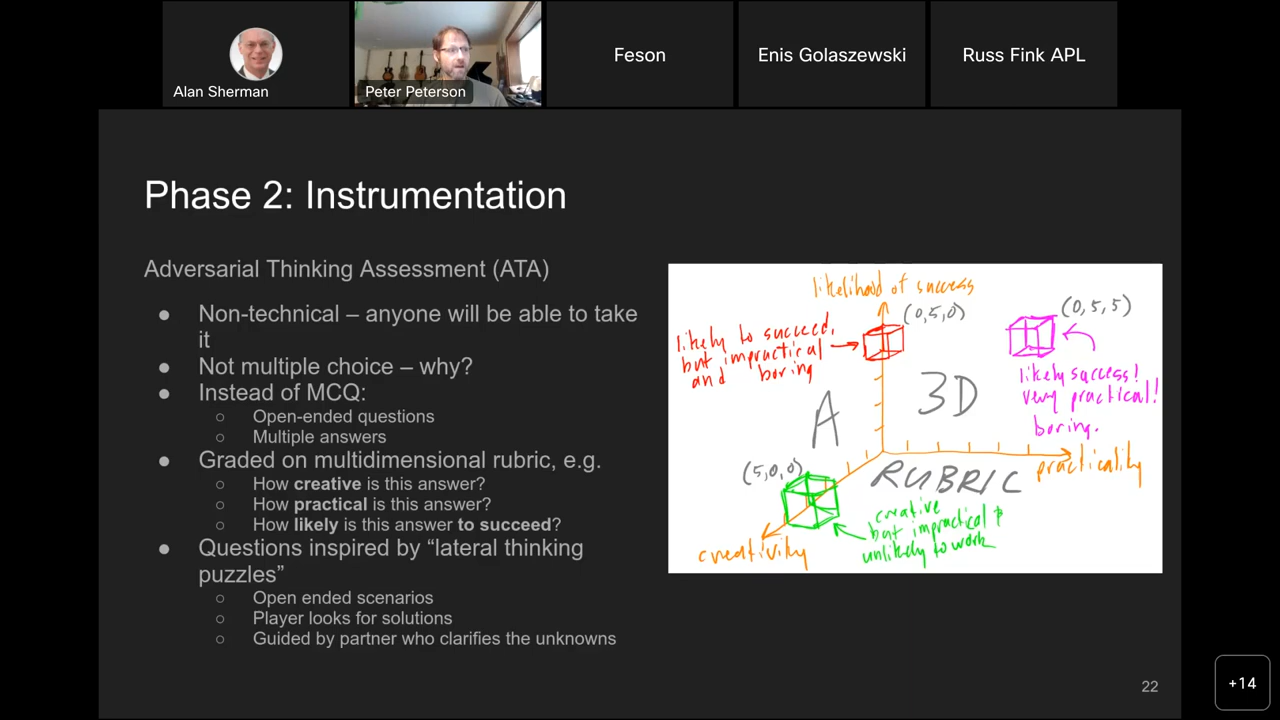 Alan Sherman
Peter Peterson
Feson
Enis Golaszewski
Russ Fink APL
Phase 2: Instrumentation
Adversarial Thinking Assessment (ATA)
● Non-technical – anyone will be able to take
it
● Not multiple choice – why?
● Instead of MCQ:
○ Open-ended questions
○ Multiple answers
● Graded on multidimensional rubric, e.g.
○ How creative is this answer?
○ How practical is this answer?
○ How likely is this answer to succeed?
● Questions inspired by “lateral thinking
puzzles”
○ Open ended scenarios
○ Player looks for solutions
○ Guided by partner who clarifies the unknowns
likelihood of success
(0,5,0)
(0,5,5)
likely to succeed,
but impractical
and boring
likely success!
very practical!
boring.
A
3D
RUBRIC
practicality
(5,0,0)
creative
but impractical &
unlikely to work
creativity
22
+14